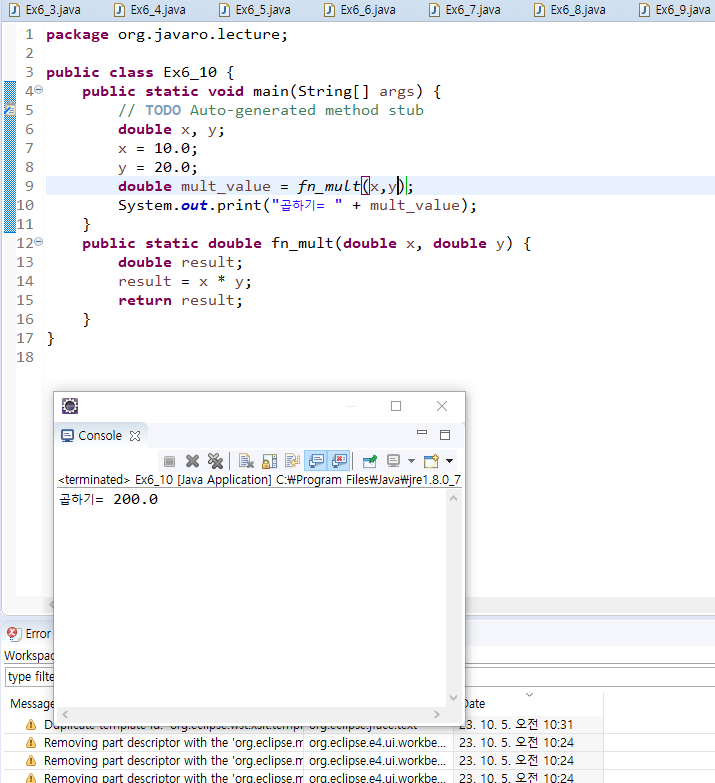 Ex6_3.java Ex6_4.java Ex6_5.java Ex6_6.java Ex6_7.java Ex6_8.java Ex6_9.java
1 package org.javaro.lecture;
2
3 public class Ex6_10 {
4 public static void main(String[] args) {
5 // TODO Auto-generated method stub
6 double x, y;
7 x = 10.0;
8 y = 20.0;
9 double mult_value = fn_mult(x,y);
10 System.out.print("곱하기= " + mult_value);
11 }
12 public static double fn_mult(double x, double y) {
13 double result;
14 result = x * y;
15 return result;
16 }
17 }
18
Console
<terminated> Ex6_10 [Java Application] C:₩Program Files₩Java₩jre1.8.0_7
곱하기= 200.0
Error
Workspac
type filte
Message Date
Duplicate template id: 'org.eclipse.wst.xslt.templ org.eclipse.jface.text 23. 10. 5. 오전 10:31
Removing part descriptor with the 'org.eclipse.m org.eclipse.e4.ui.workbe... 23. 10. 5. 오전 10:24
Removing part descriptor with the 'org.eclipse.m org.eclipse.e4.ui.workbe... 23. 10. 5. 오전 10:24
Removing part descriptor with the 'org.eclipse.m org.eclipse.e4.ui.workbe... 23. 10. 5. 오전 10:24